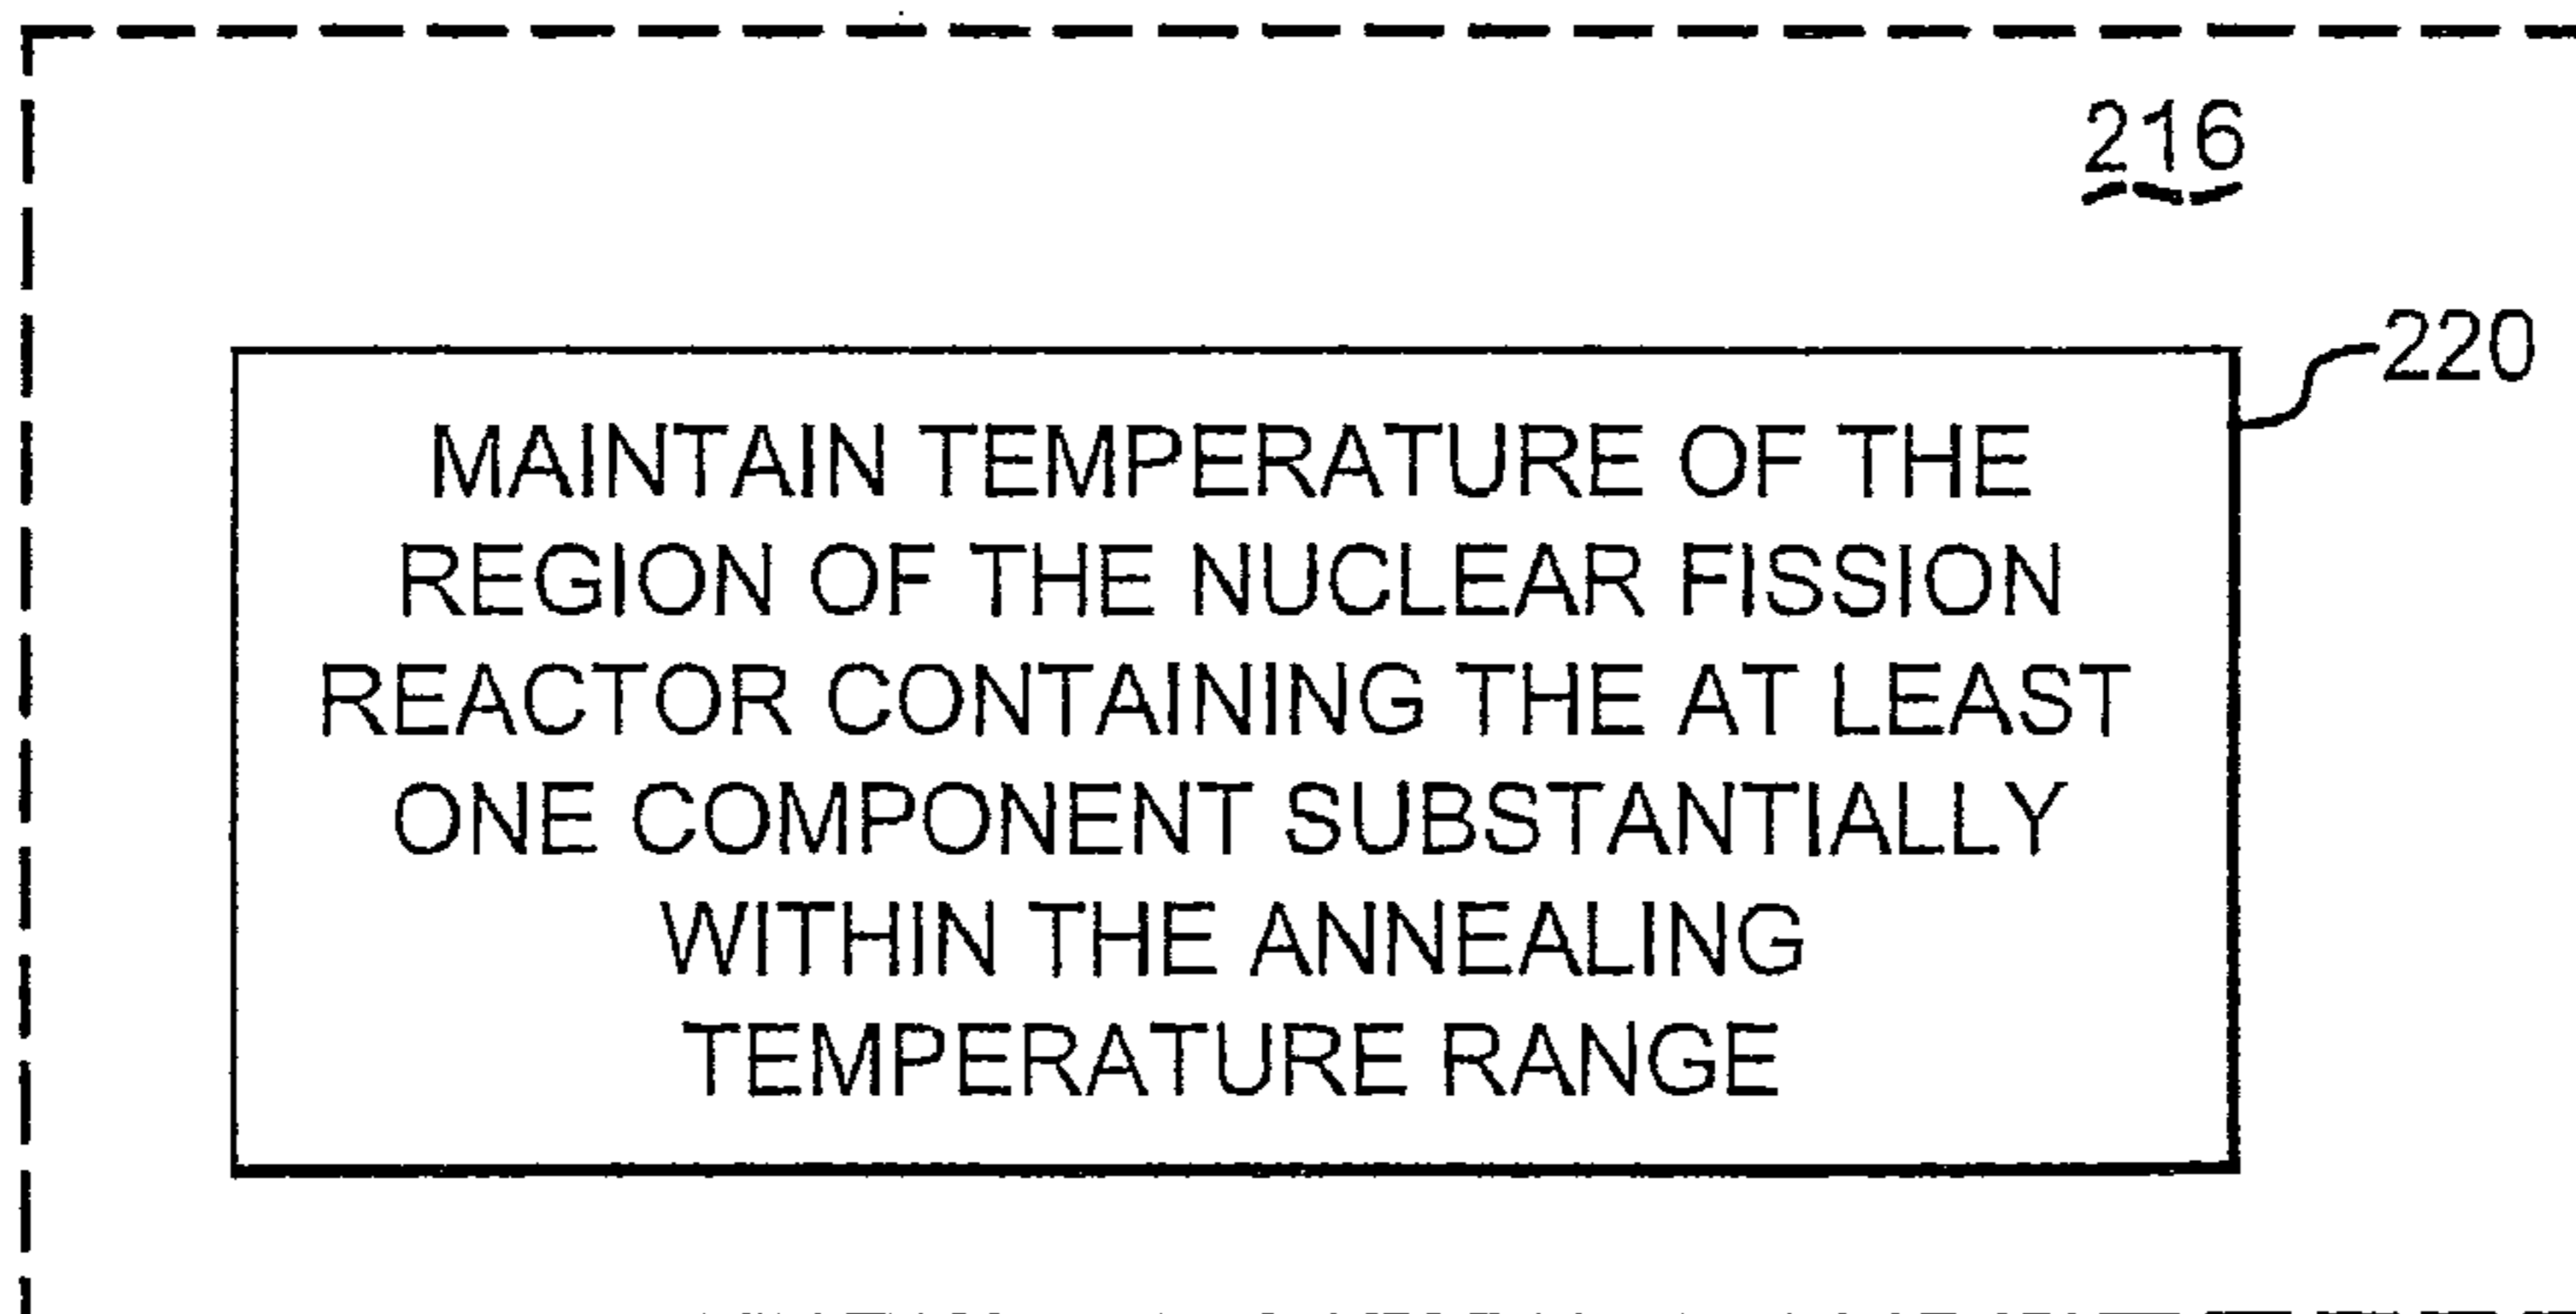 216
220
MAINTAIN TEMPERATURE OF THE
REGION OF THE NUCLEAR FISSION
REACTOR CONTAINING THE AT LEAST
ONE COMPONENT SUBSTANTIALLY
WITHIN THE ANNEALING
TEMPERATURE RANGE